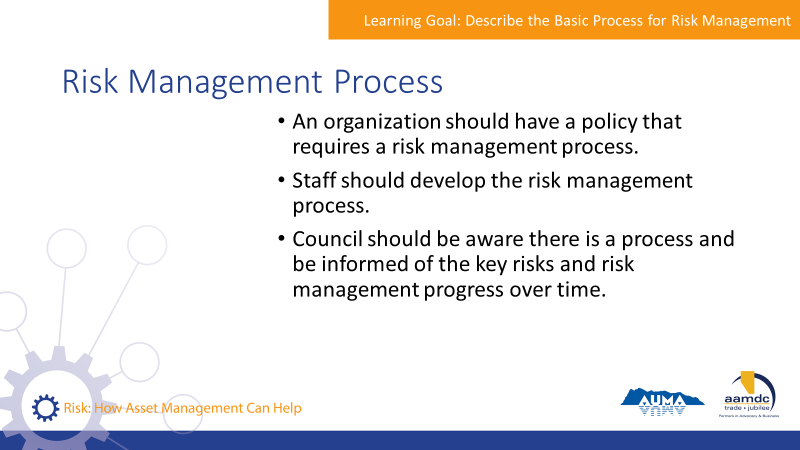 Learning Goal: Describe the Basic Process for Risk Management
Risk Management Process
• An organization should have a policy that
requires a risk management process.
• Staff should develop the risk management
process.
• Council should be aware there is a process and
be informed of the key risks and risk
management progress over time.
Risk: How Asset Management Can Help
AUMA
aamdc
trade • jubilee
Partners in Advocacy & Business